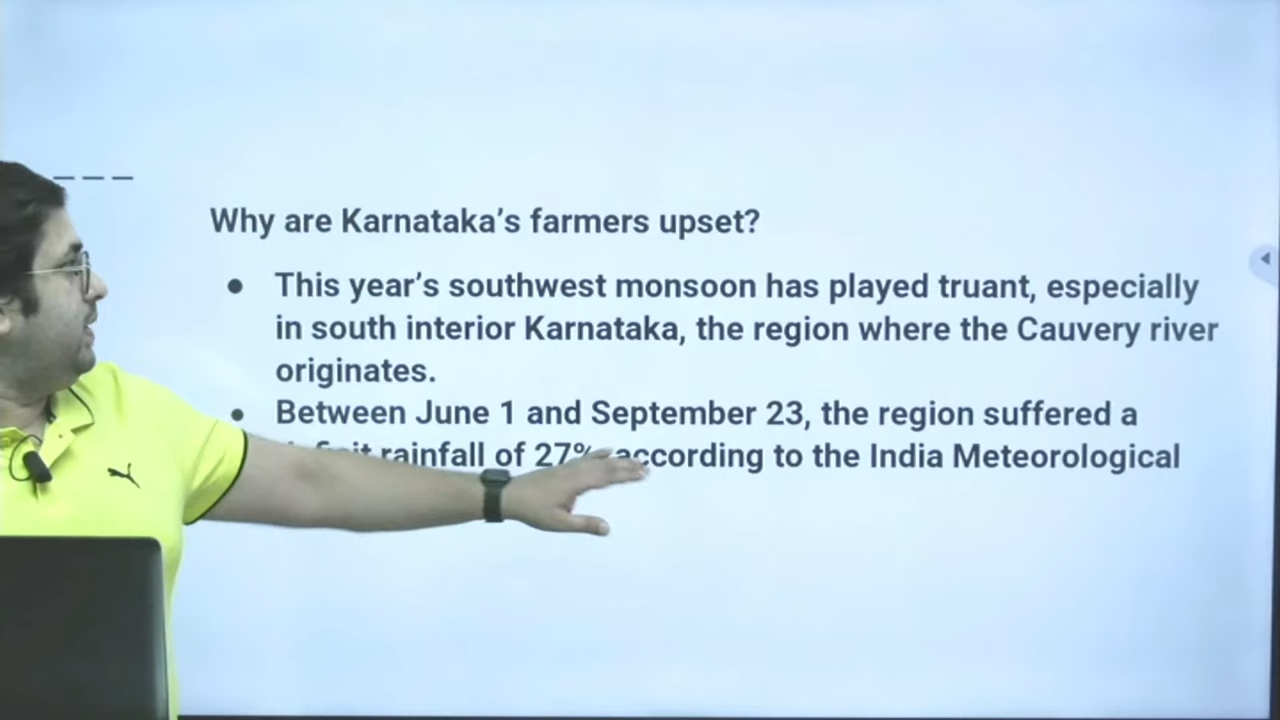 Why are Karnataka’s farmers upset?
● This year’s southwest monsoon has played truant, especially
in south interior Karnataka, the region where the Cauvery river
originates.
● Between June 1 and September 23, the region suffered a
rainfall of 27% according to the India Meteorological